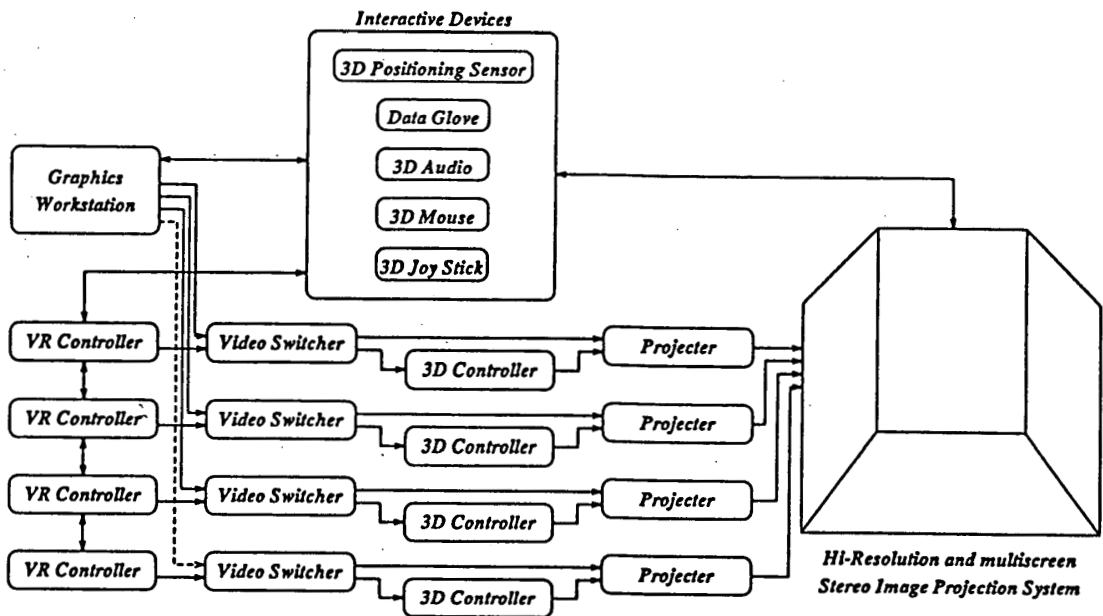 Interactive Devices
3D Positioning Sensor
Data Glove
3D Audio
3D Mouse
3D Joy Stick
Graphics
Workstation
VR Controller
Video Switcher
3D Controller
Projecter
VR Controller
Video Switcher
3D Controller
Projecter
VR Controller
Video Switcher
3D Controller
Projecter
VR Controller
Video Switcher
3D Controller
Projecter
Hi-Resolution and multiscreen
Stereo Image Projection System